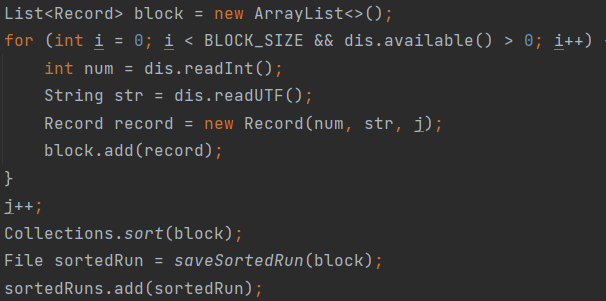 List<Record> block = new ArrayList<>();
for (int i = 0; i < BLOCK_SIZE && dis.available() > 0; i++) {
    int num = dis.readInt();
    String str = dis.readUTF();
    Record record = new Record(num, str, j);
    block.add(record);
}
j++;
Collections.sort(block);
File sortedRun = saveSortedRun(block);
sortedRuns.add(sortedRun);